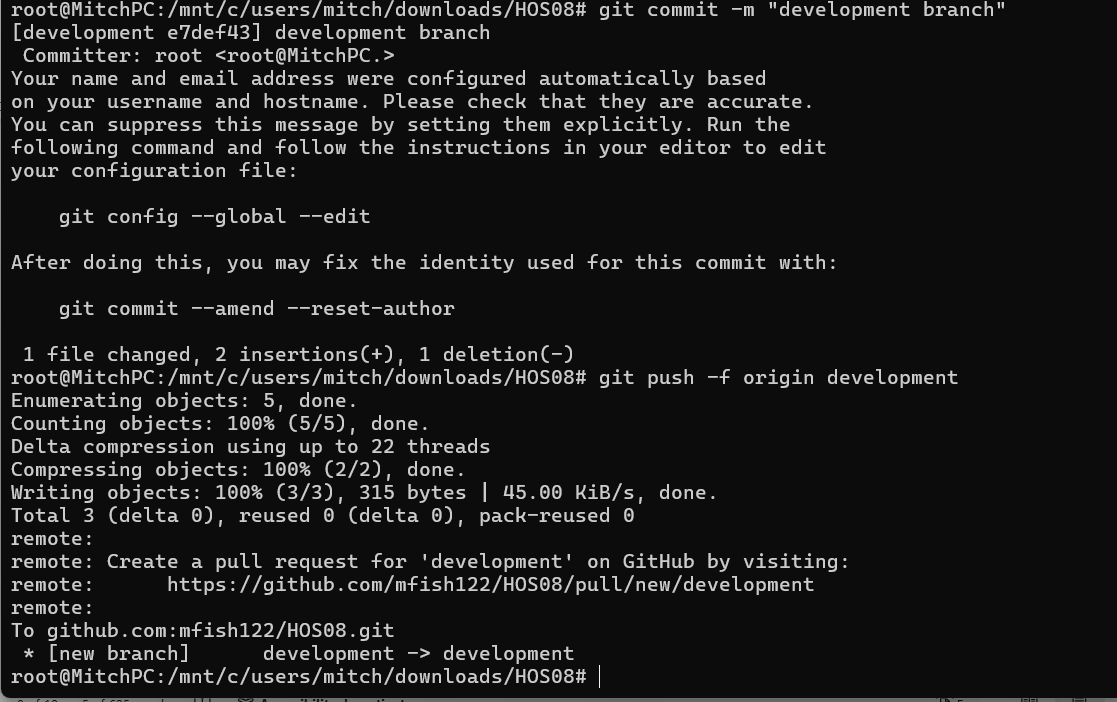 root@MitchPC:/mnt/c/users/mitch/downloads/HOS08# git commit -m "development branch"
[development e7def43] development branch
 Committer: root <root@MitchPC.>
Your name and email address were configured automatically based
on your username and hostname. Please check that they are accurate.
You can suppress this message by setting them explicitly. Run the
following command and follow the instructions in your editor to edit
your configuration file:

    git config --global --edit

After doing this, you may fix the identity used for this commit with:

    git commit --amend --reset-author

 1 file changed, 2 insertions(+), 1 deletion(-)
root@MitchPC:/mnt/c/users/mitch/downloads/HOS08# git push -f origin development
Enumerating objects: 5, done.
Counting objects: 100% (5/5), done.
Delta compression using up to 22 threads
Compressing objects: 100% (2/2), done.
Writing objects: 100% (3/3), 315 bytes | 45.00 KiB/s, done.
Total 3 (delta 0), reused 0 (delta 0), pack-reused 0
remote:
remote: Create a pull request for 'development' on GitHub by visiting:
remote:      https://github.com/mfish122/HOS08/pull/new/development
remote:
To github.com:mfish122/HOS08.git
 * [new branch]      development -> development
root@MitchPC:/mnt/c/users/mitch/downloads/HOS08#